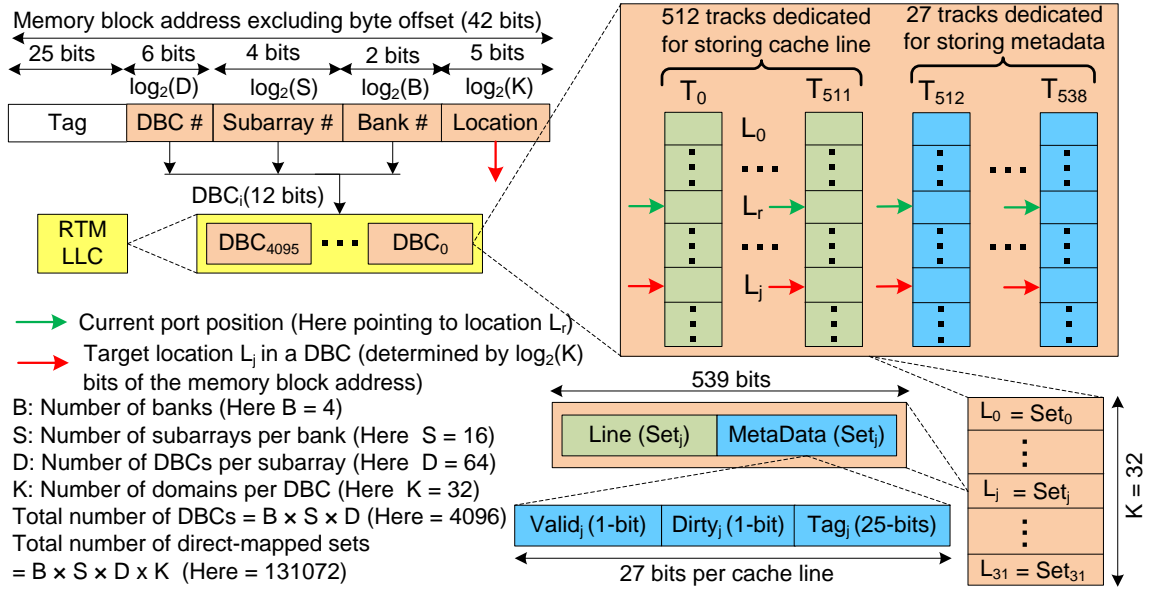 Memory block address excluding byte offset (42 bits)
25 bits 6 bits 4 bits 2 bits 5 bits
log2(D) log2(S) log2(B) log2(K)
Tag DBC # Subarray # Bank # Location
DBCi(12 bits)
RTM
LLC
DBC4095 DBC0
512 tracks dedicated
for storing cache line
27 tracks dedicated
for storing metadata
T0 T511 T512 T538
L0
Lr
Lj
Current port position (Here pointing to location Lr)
Target location Lj in a DBC (determined by log2(K)
bits of the memory block address)
B: Number of banks (Here B = 4)
S: Number of subarrays per bank (Here S = 16)
D: Number of DBCs per subarray (Here D = 64)
K: Number of domains per DBC (Here K = 32)
Total number of DBCs = B × S × D (Here = 4096)
Total number of direct-mapped sets
= B × S × D x K (Here = 131072)
539 bits
Line (Setj) MetaData (Setj)
Validj (1-bit) Dirtyj (1-bit) Tagj (25-bits)
27 bits per cache line
L0 = Set0
Lj = Setj
L31 = Set31
K = 32